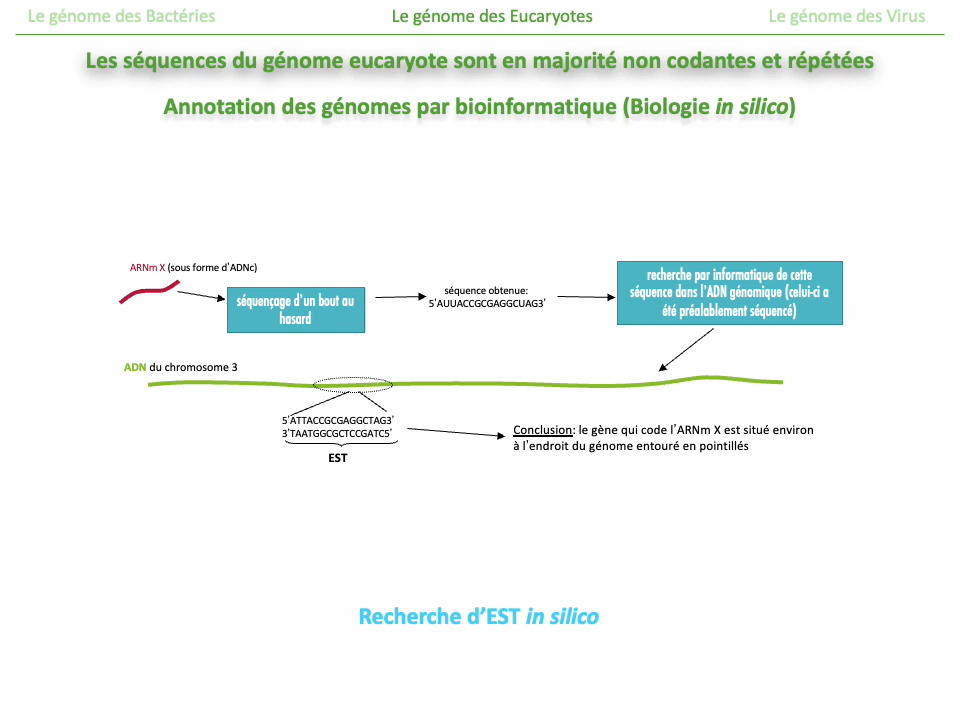 Le génome des Bactéries
Le génome des Eucaryotes
Le génome des Virus
Les séquences du génome eucaryote sont en majorité non codantes et répétées
Annotation des génomes par bioinformatique (Biologie in silico)
ARNm X (sous forme d'ADNc)
séquençage d'un bout au
hasard
séquence obtenue:
5'AUUACCGCGAGGCUAG3'
recherche par informatique de cette
séquence dans l'ADN génomique (celui-ci a
été préalablement séquencé)
ADN du chromosome 3
5'ATTACCGCGAGGCTAG3'
3'TAATGGCGCTCCGATC5'
EST
Conclusion: le gène qui code l'ARNm X est situé environ
à l'endroit du génome entouré en pointillés
Recherche d'EST in silico